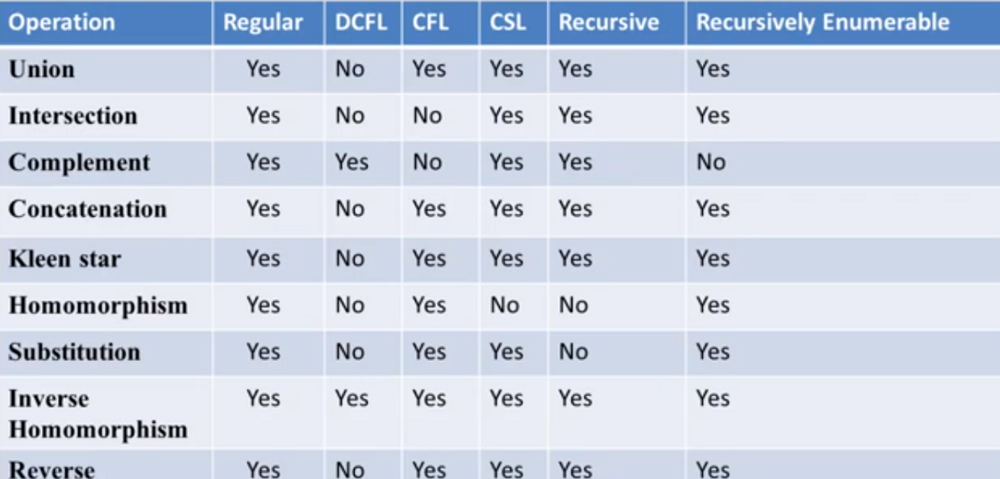 Operation Regular DCFL CFL CSL Recursive Recursively Enumerable
Union Yes No Yes Yes Yes Yes
Intersection Yes No No Yes Yes Yes
Complement Yes Yes No Yes Yes No
Concatenation Yes No Yes Yes Yes Yes
Kleen star Yes No Yes Yes Yes Yes
Homomorphism Yes No Yes No No Yes
Substitution Yes No Yes Yes No Yes
Inverse Yes Yes Yes Yes Yes Yes
Homomorphism
Reverse Yes No Yes Yes Yes Yes